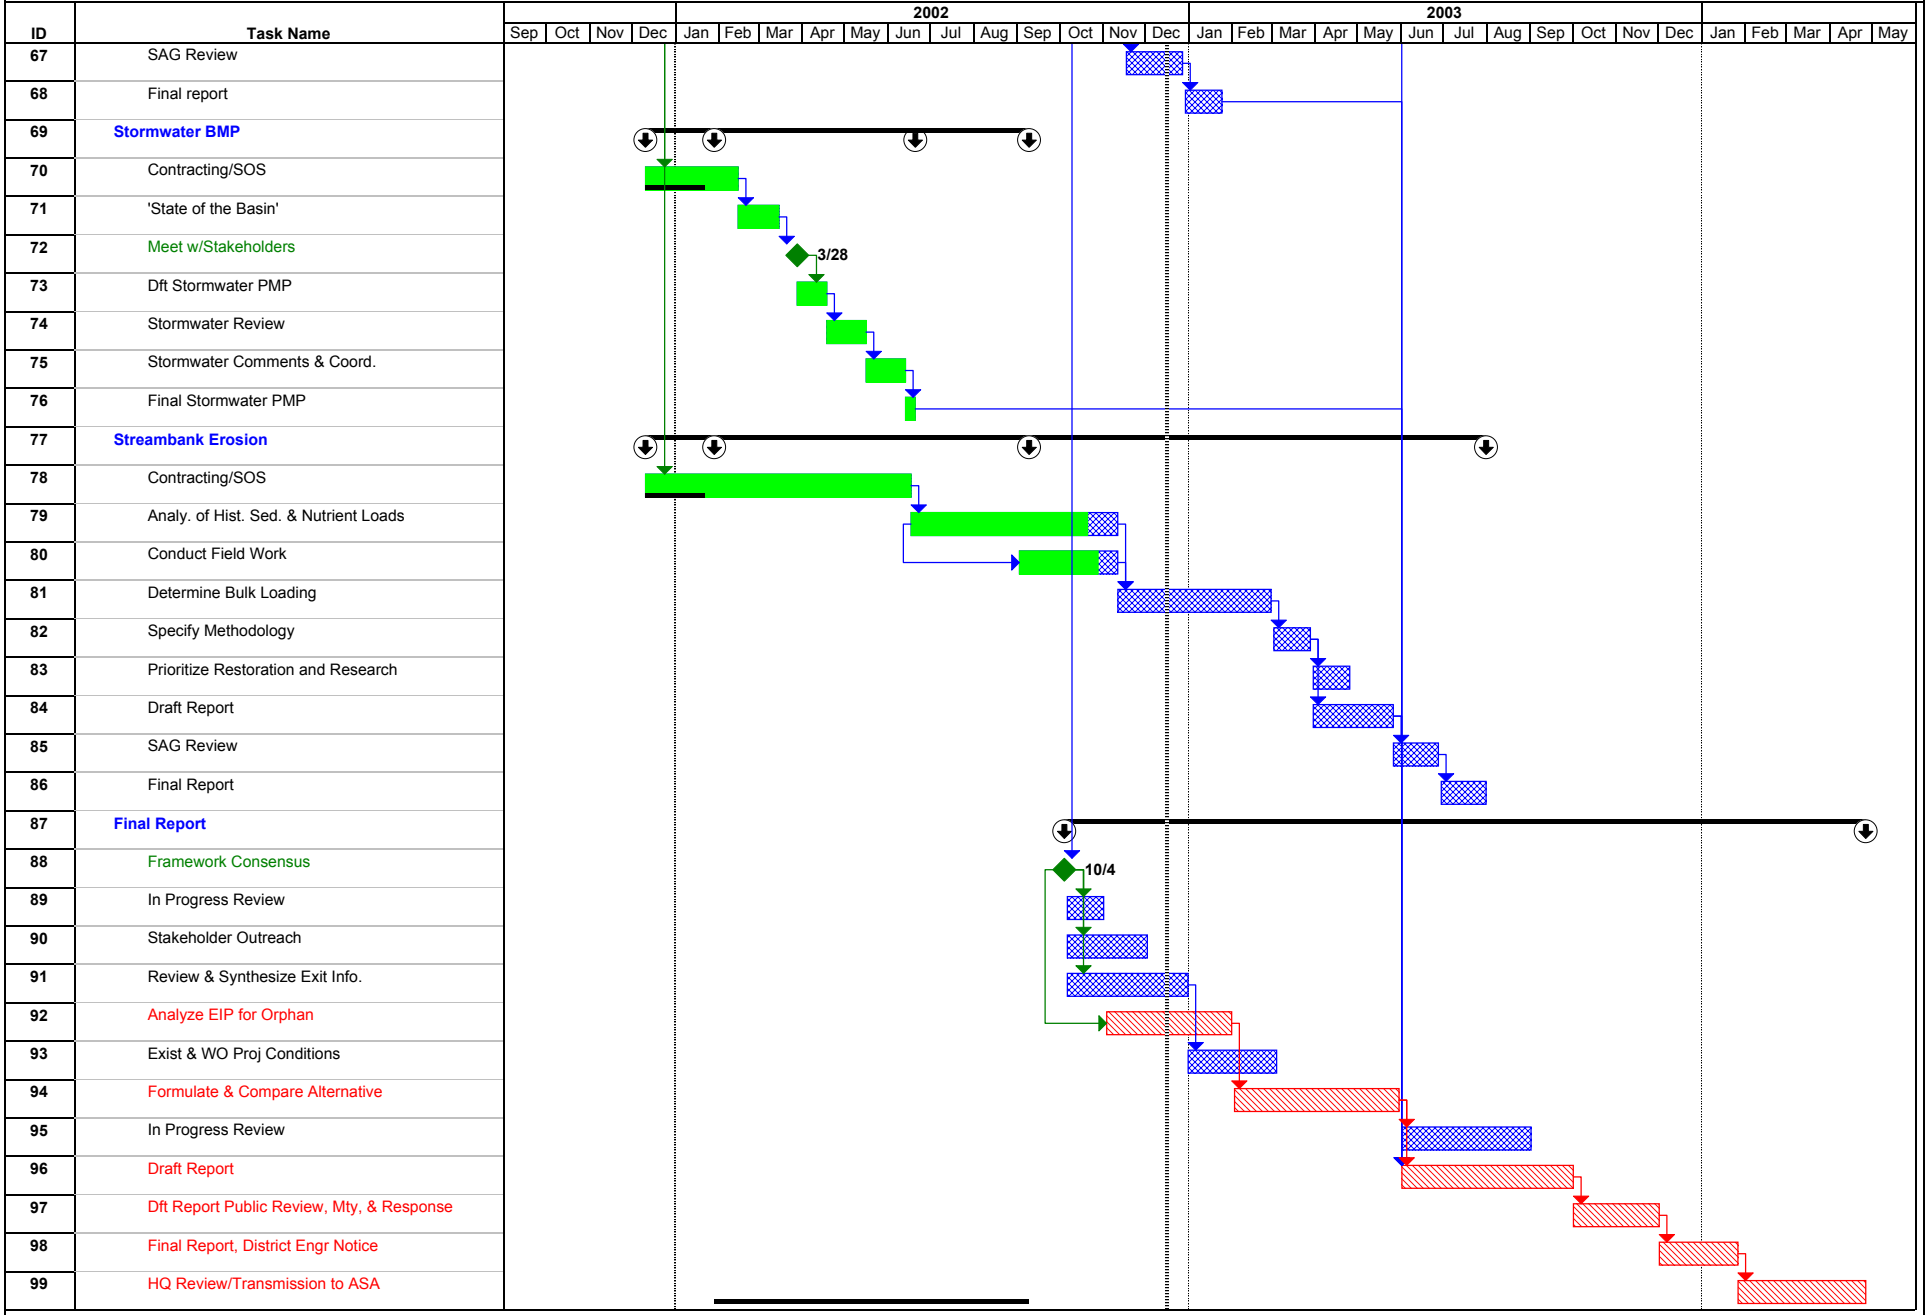 2002 2003
ID Task Name Sep Oct Nov Dec Jan Feb Mar Apr May Jun Jul Aug Sep Oct Nov Dec Jan Feb Mar Apr May Jun Jul Aug Sep Oct Nov Dec Jan Feb Mar Apr May
67 SAG Review
68 Final report
69 Stormwater BMP
70 Contracting/SOS
71 'State of the Basin'
72 Meet w/Stakeholders 3/28
73 Dft Stormwater PMP
74 Stormwater Review
75 Stormwater Comments & Coord.
76 Final Stormwater PMP
77 Streambank Erosion
78 Contracting/SOS
79 Analy. of Hist. Sed. & Nutrient Loads
80 Conduct Field Work
81 Determine Bulk Loading
82 Specify Methodology
83 Prioritize Restoration and Research
84 Draft Report
85 SAG Review
86 Final Report
87 Final Report
88 Framework Consensus 10/4
89 In Progress Review
90 Stakeholder Outreach
91 Review & Synthesize Exit Info.
92 Analyze EIP for Orphan
93 Exist & WO Proj Conditions
94 Formulate & Compare Alternative
95 In Progress Review
96 Draft Report
97 Dft Report Public Review, Mty, & Response
98 Final Report, District Engr Notice
99 HQ Review/Transmission to ASA